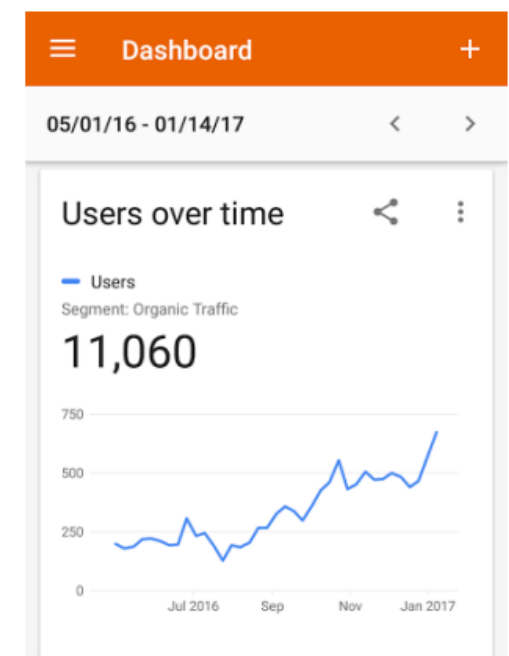 Dashboard
05/01/16 - 01/14/17
Users over time
Users
Segment: Organic Traffic
11,060
750
500
250
0
Jul 2016 Sep Nov Jan 2017